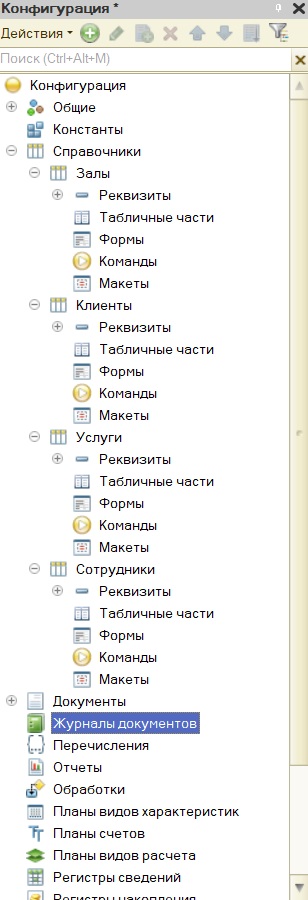 Конфигурация *
Действия
Поиск (Ctrl+Alt+M)
Конфигурация
Общие
Константы
Справочники
Залы
Реквизиты
Табличные части
Формы
Команды
Макеты
Клиенты
Реквизиты
Табличные части
Формы
Команды
Макеты
Услуги
Реквизиты
Табличные части
Формы
Команды
Макеты
Сотрудники
Реквизиты
Табличные части
Формы
Команды
Макеты
Документы
Журналы документов
Перечисления
Отчеты
Обработки
Планы видов характеристик
Планы счетов
Планы видов расчета
Регистры сведений
Регистры накопления